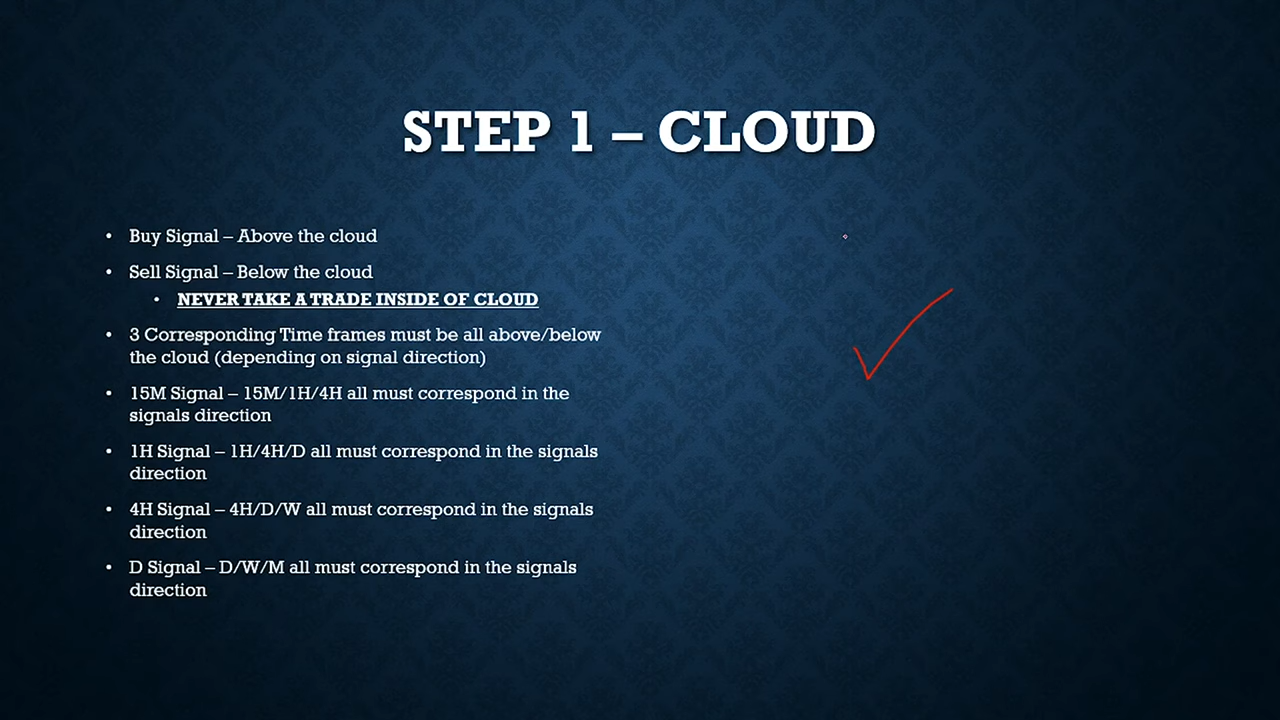 STEP 1 – CLOUD
• Buy Signal – Above the cloud
• Sell Signal – Below the cloud
• NEVER TAKE A TRADE INSIDE OF CLOUD
• 3 Corresponding Time frames must be all above/below
the cloud (depending on signal direction)
• 15M Signal – 15M/1H/4H all must correspond in the
signals direction
• 1H Signal – 1H/4H/D all must correspond in the signals
direction
• 4H Signal – 4H/D/W all must correspond in the signals
direction
• D Signal – D/W/M all must correspond in the signals
direction